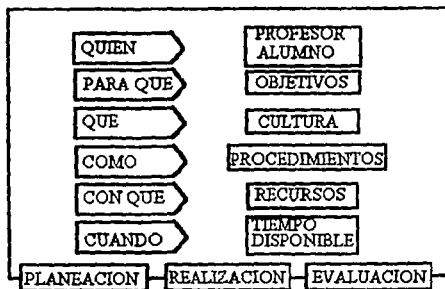 QUIEN
PROFESOR
ALUMNO
PARA QUE
OBJETIVOS
QUE
CULTURA
COMO
PROCEDIMIENTOS
CON QUE
RECURSOS
CUANDO
TIEMPO
DISPONIBLE
PLANEACION
REALIZACION
EVALUACION